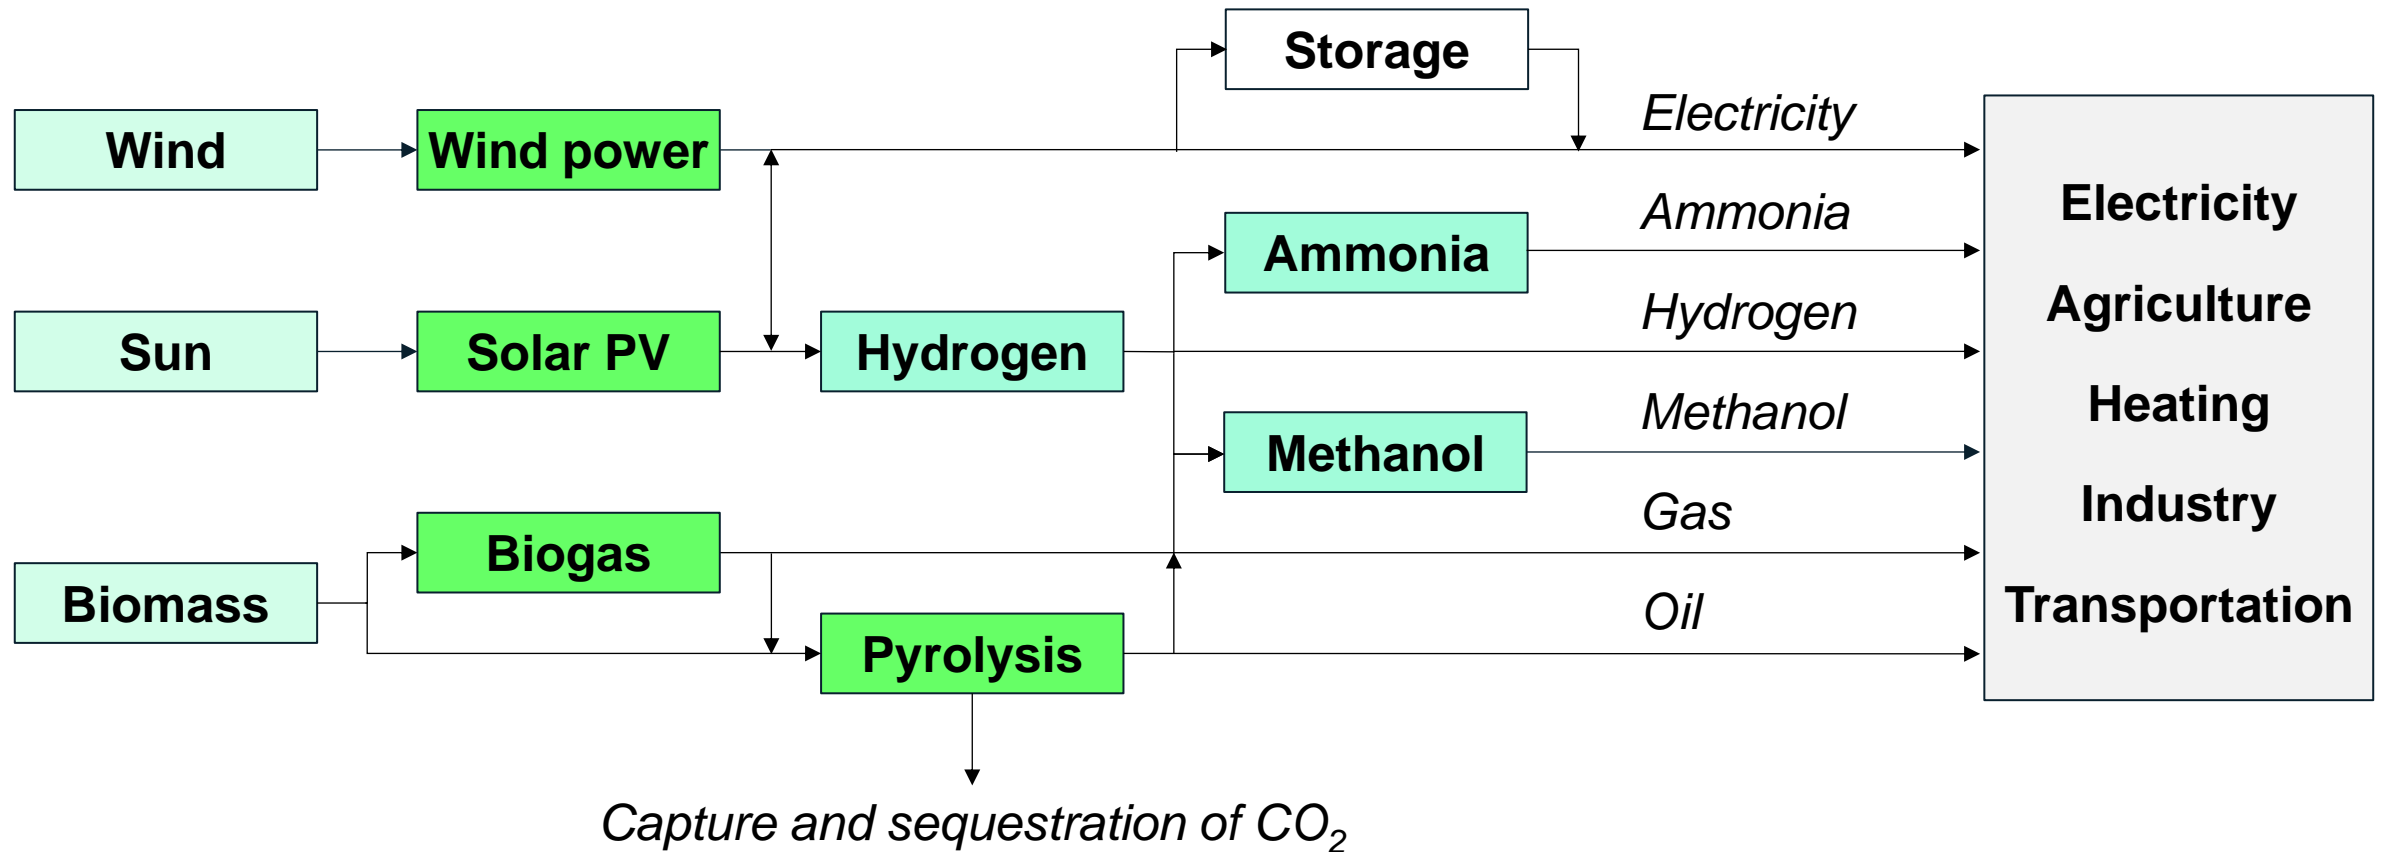 Storage
Electricity
Wind
Wind power
Ammonia
Ammonia
Hydrogen
Sun
Solar PV
Hydrogen
Methanol
Methanol
Gas
Biogas
Biomass
Oil
Pyrolysis
Electricity
Agriculture
Heating
Industry
Transportation
Capture and sequestration of CO₂